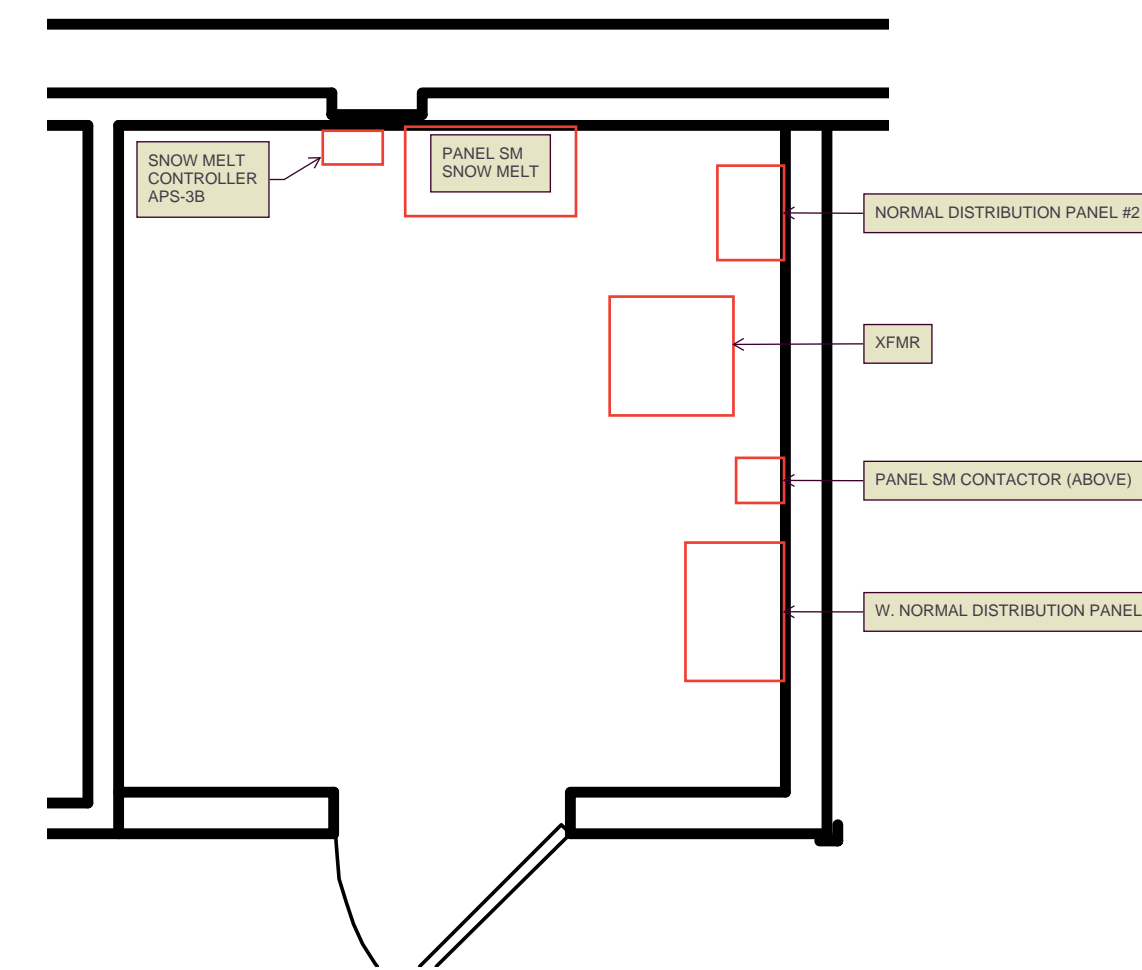 SNOW MELT
CONTROLLER
APS-3B
PANEL SM
SNOW MELT
NORMAL DISTRIBUTION PANEL #2
XFMR
PANEL SM CONTACTOR (ABOVE)
W. NORMAL DISTRIBUTION PANEL